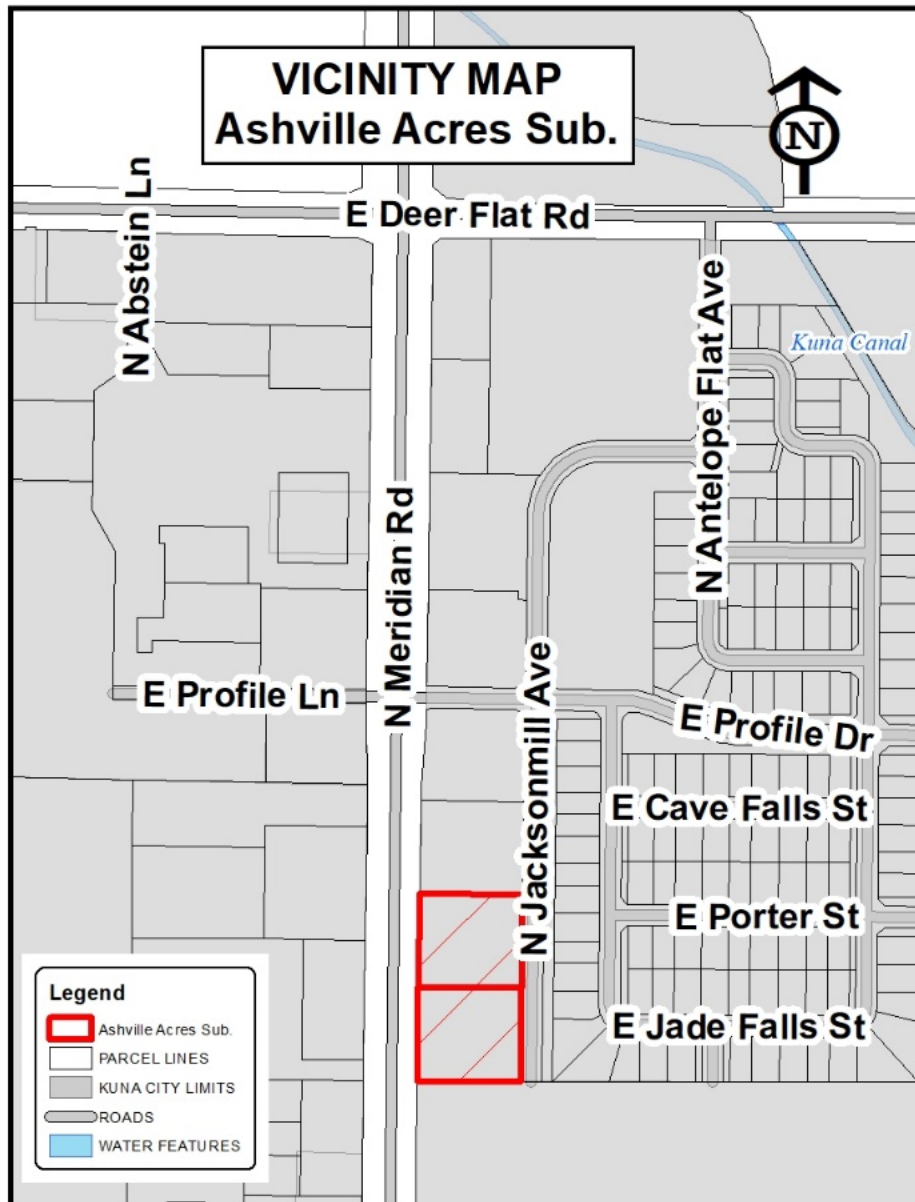 VICINITY MAP
Ashville Acres Sub.
N
N Abstein Ln
E Deer Flat Rd
N Antelope Flat Ave
Kuna Canal
N Meridian Rd
E Profile Ln
N Jacksonmill Ave
E Profile Dr
E Cave Falls St
E Porter St
E Jade Falls St
Legend
Ashville Acres Sub.
PARCEL LINES
KUNA CITY LIMITS
ROADS
WATER FEATURES